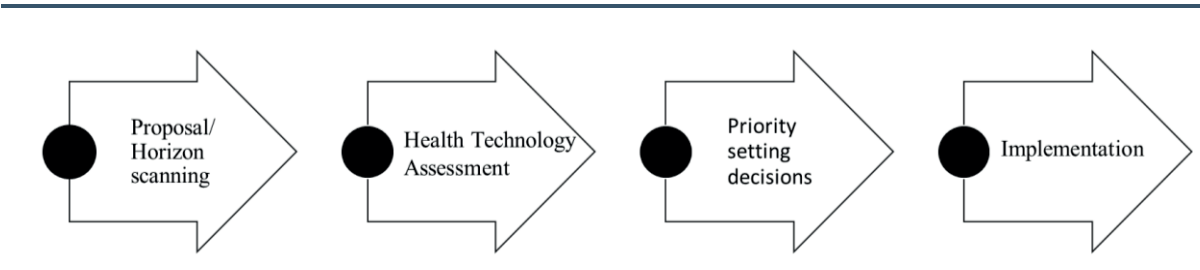 Proposal/
Horizon
scanning
Health Technology
Assessment
Priority
setting
decisions
Implementation